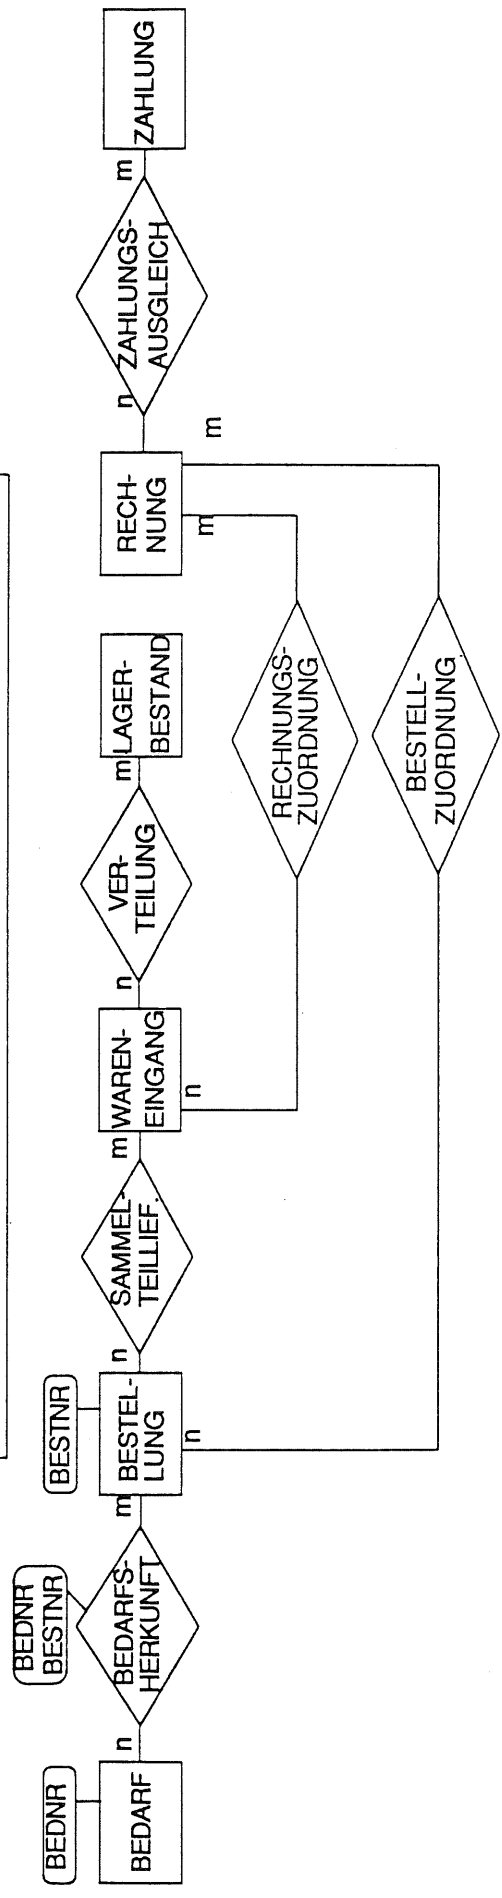 BEDNR
BEDARF
n
BEDNR
BESTNR
BEDARFS-
HERKUNFT
m
BESTNR
BESTEL-
LUNG
n
n
SAMMEL-
TEILLIEF.
m
WAREN-
EINGANG
n
n
VER-
TEILUNG
m
LAGER-
BESTAND
RECHNUNGS-
ZUORDNUNG
BESTELL-
ZUORDNUNG
RECH-
NUNG
m
m
n
ZAHLUNGS-
AUSGLEICH
m
ZAHLUNG